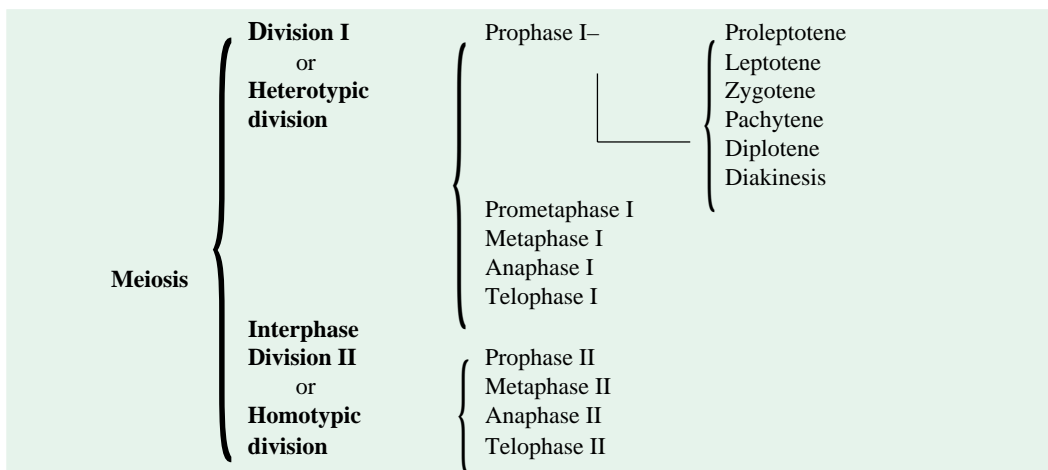 Meiosis
Division I
or
Heterotypic
division
Prophase I–
Proleptotene
Leptotene
Zygotene
Pachytene
Diplotene
Diakinesis
Prometaphase I
Metaphase I
Anaphase I
Telophase I
Interphase
Division II
or
Homotypic
division
Prophase II
Metaphase II
Anaphase II
Telophase II